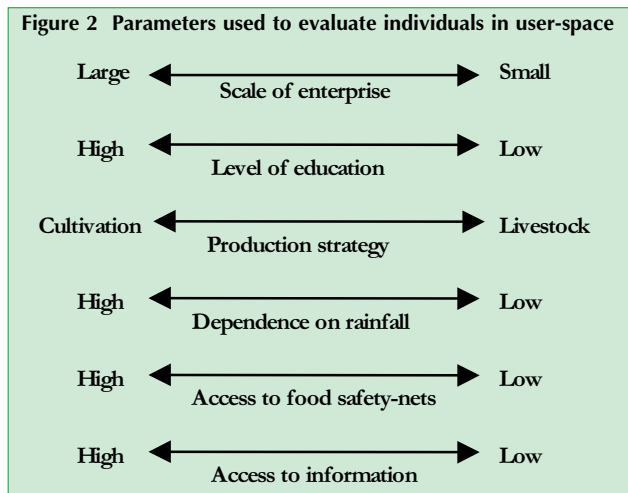 Figure 2 Parameters used to evaluate individuals in user-space
Large Small
Scale of enterprise
High Low
Level of education
Cultivation Livestock
Production strategy
High Low
Dependence on rainfall
High Low
Access to food safety-nets
High Low
Access to information